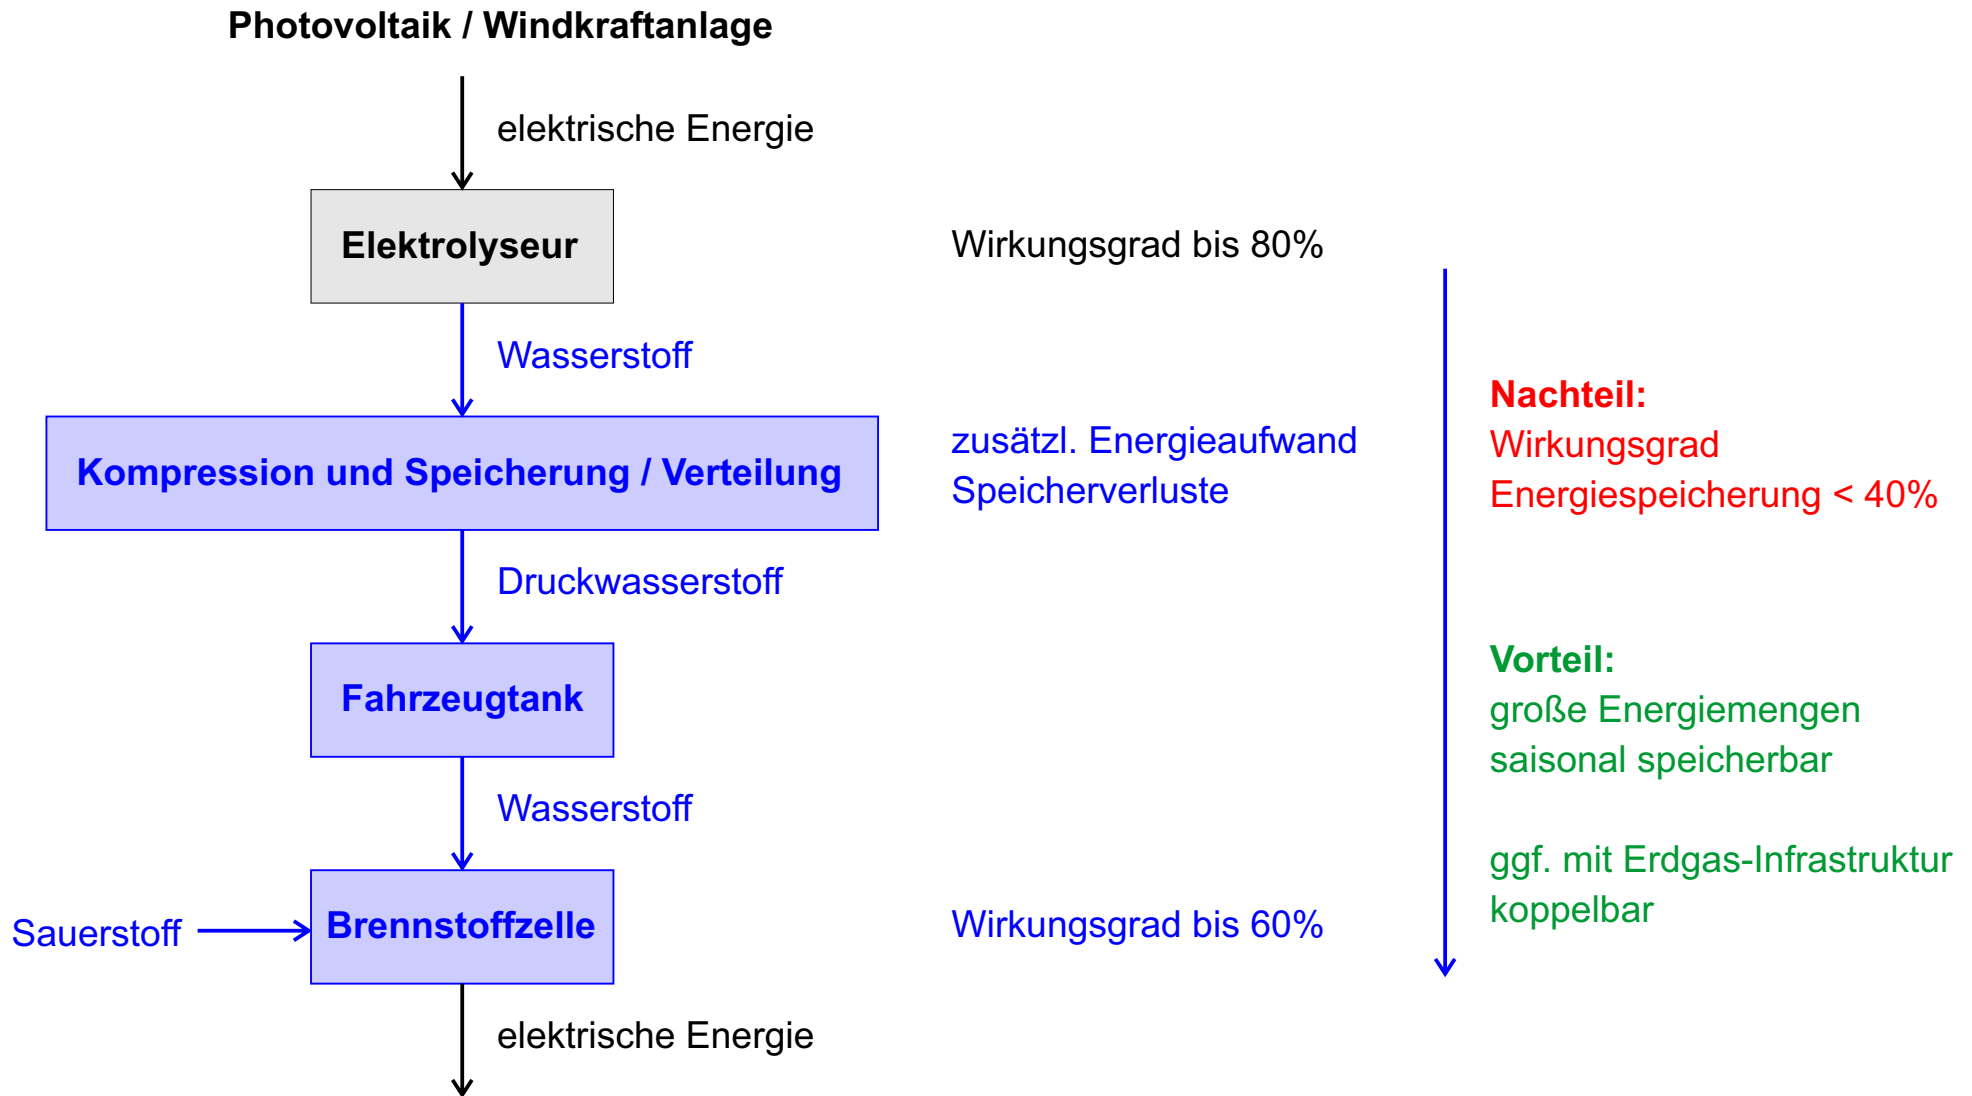 Photovoltaik / Windkraftanlage
elektrische Energie
Elektrolyseur
Wirkungsgrad bis 80%
Wasserstoff
Kompression und Speicherung / Verteilung
zusätzl. Energieaufwand
Speicherverluste
Nachteil:
Wirkungsgrad
Energiespeicherung < 40%
Druckwasserstoff
Fahrzeugtank
Vorteil:
große Energiemengen
saisonal speicherbar
Wasserstoff
ggf. mit Erdgas-Infrastruktur
koppelbar
Sauerstoff
Brennstoffzelle
Wirkungsgrad bis 60%
elektrische Energie